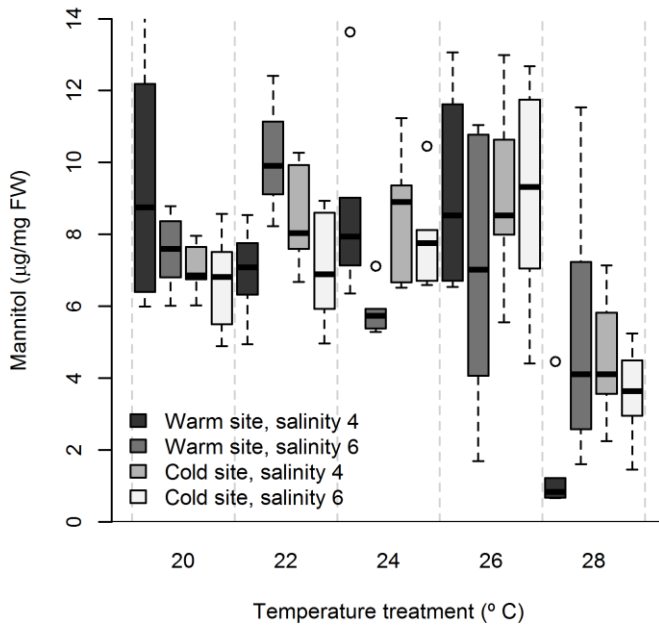 14
12
10
8
6
4
2
0
Mannitol (µg/mg FW)
Warm site, salinity 4
Warm site, salinity 6
Cold site, salinity 4
Cold site, salinity 6
20 22 24 26 28
Temperature treatment (º C)